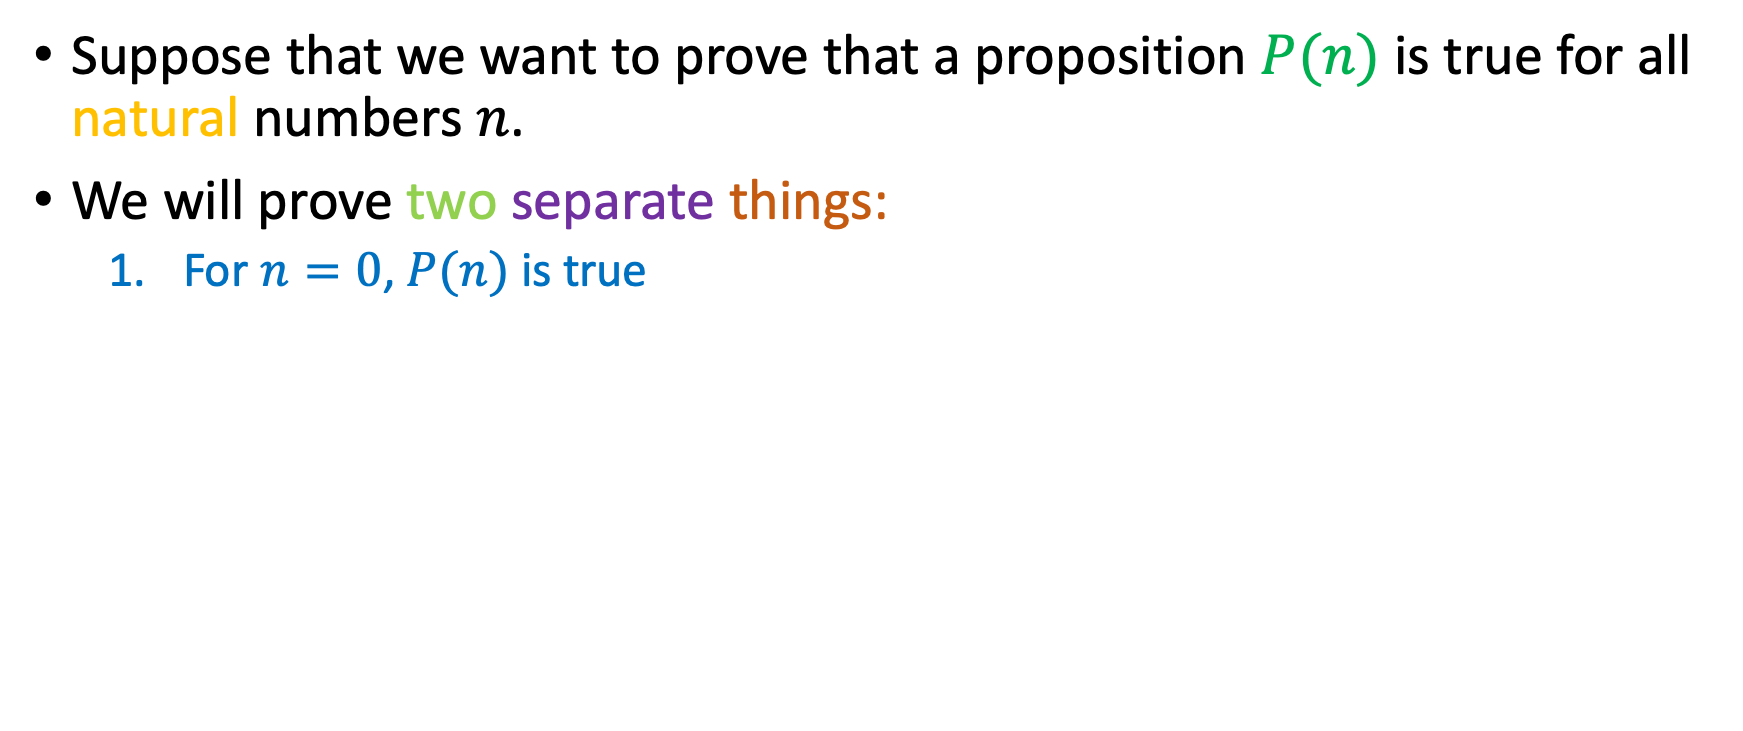 • Suppose that we want to prove that a proposition 𝑃(𝑛) is true for all
natural numbers 𝑛.
• We will prove two separate things:
1. For 𝑛 = 0, 𝑃(𝑛) is true